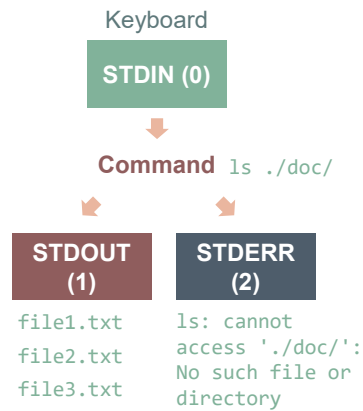 Keyboard
STDIN (0)
Command ls ./doc/
STDOUT
(1)
file1.txt
file2.txt
file3.txt
STDERR
(2)
ls: cannot
access './doc/':
No such file or
directory